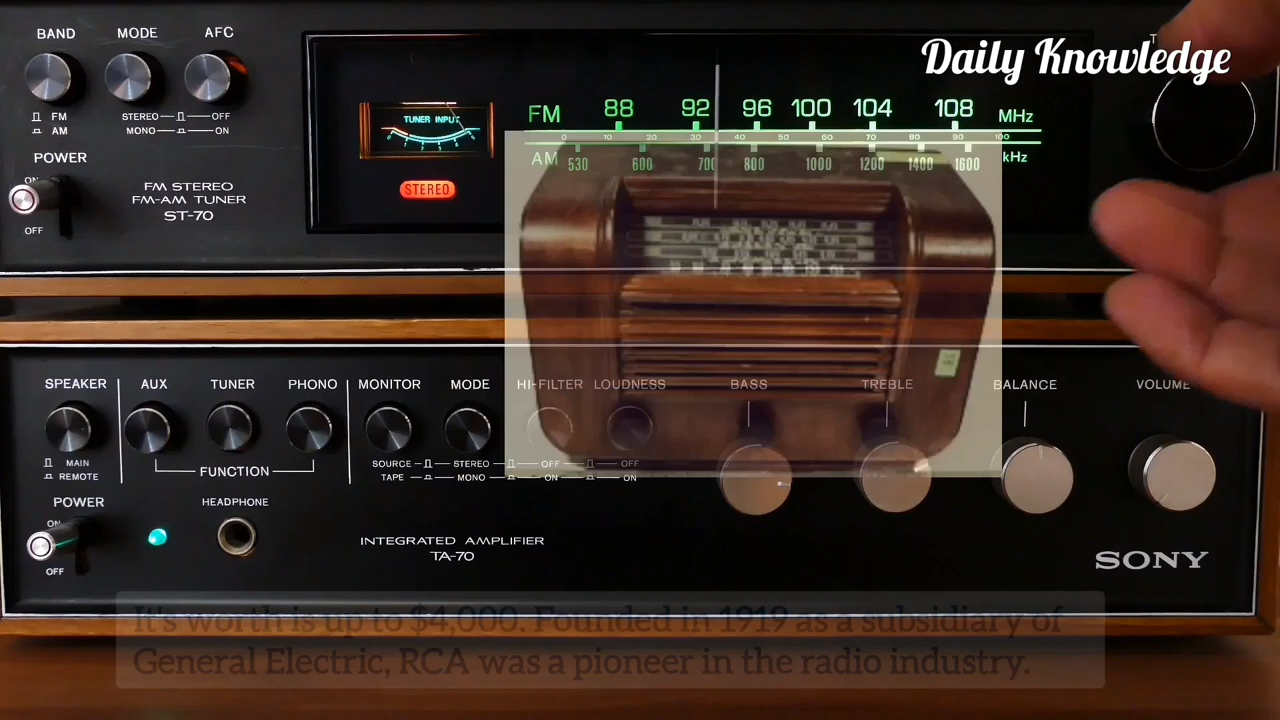 Daily Knowledge
BAND MODE AFC
FM 88 92 96 100 104 108 MHz
TUNER INPUT
FM STEREO OFF
AM MONO ON
0 10 20 30 40 50 60 70 80 90 100
AM 530 600 700 800 1000 1200 1400 1600 kHz
POWER
ON
STEREO
FM STEREO
FM-AM TUNER
ST-70
OFF
SPEAKER AUX TUNER PHONO MONITOR MODE HI-FILTER LOUDNESS BASS TREBLE BALANCE VOLUME
MAIN SOURCE STEREO OFF OFF
REMOTE FUNCTION TAPE MONO ON ON
POWER HEADPHONE
ON
INTEGRATED AMPLIFIER
TA-70
OFF
SONY
It's worth is up to $4,000. Founded in 1919 as a subsidiary of
General Electric, RCA was a pioneer in the radio industry.